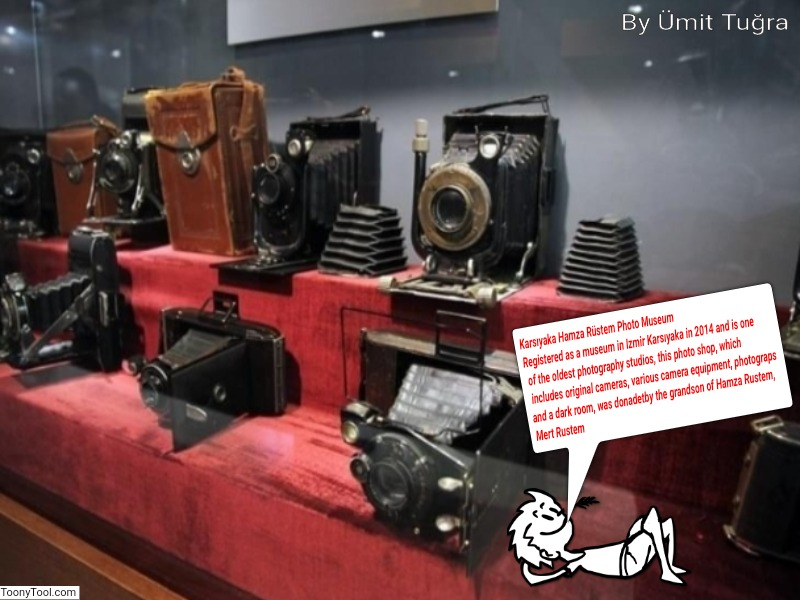 By Ümit Tuğra
Karsıyaka Hamza Rüstem Photo Museum
Registered as a museum in Izmir Karsıyaka in 2014 and is one
of the oldest photography studios, this photo shop, which
includes original cameras, various camera equipment, photograps
and a dark room, was donadetby the grandson of Hamza Rustem,
Mert Rustem
ToonyTool.com